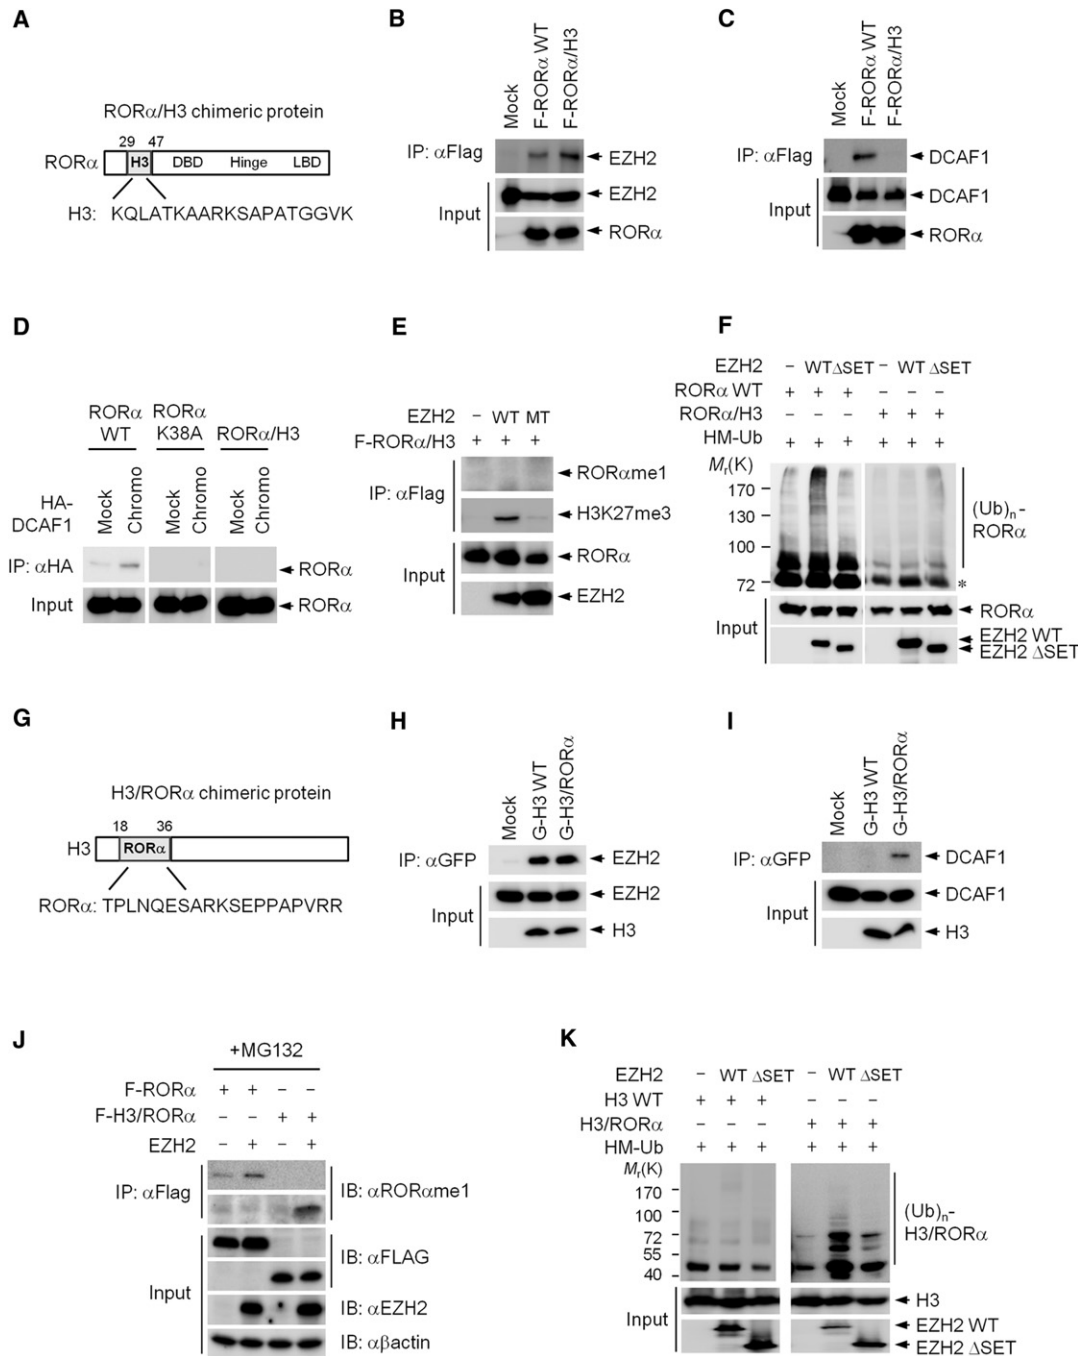 A
RORα/H3 chimeric protein
29 47
RORα H3 DBD Hinge LBD
H3: KQLATKAARKSAPATGGVK
B
Mock
F-RORα WT
F-RORα/H3
IP: αFlag EZH2
Input EZH2
RORα
C
Mock
F-RORα WT
F-RORα/H3
IP: αFlag DCAF1
Input DCAF1
RORα
D
RORα WT
RORα K38A
RORα/H3
HA-DCAF1
Mock
Chromo
Mock
Chromo
Mock
Chromo
IP: αHA RORα
Input RORα
E
EZH2 – WT MT
F-RORα/H3 + + +
IP: αFlag RORαme1
H3K27me3
Input RORα
EZH2
F
EZH2 – WT ΔSET – WT ΔSET
RORα WT + + + – – –
RORα/H3 – – – + + +
HM-Ub + + + + + +
Mr(K)
170
130
100
72
(Ub)n-RORα
*
Input RORα
EZH2 WT
EZH2 ΔSET
G
H3/RORα chimeric protein
18 36
H3 RORα
RORα: TPLNQESARKSEPPAPVRR
H
Mock
G-H3 WT
G-H3/RORα
IP: αGFP EZH2
Input EZH2
H3
I
Mock
G-H3 WT
G-H3/RORα
IP: αGFP DCAF1
Input DCAF1
H3
J
+MG132
F-RORα + + – –
F-H3/RORα – – + +
EZH2 – + – +
IP: αFlag IB: αRORαme1
Input IB: αFLAG
IB: αEZH2
IB: αβactin
K
EZH2 – WT ΔSET – WT ΔSET
H3 WT + + + – – –
H3/RORα – – – + + +
HM-Ub + + + + + +
Mr(K)
170
100
72
55
40
(Ub)n-H3/RORα
Input H3
EZH2 WT
EZH2 ΔSET